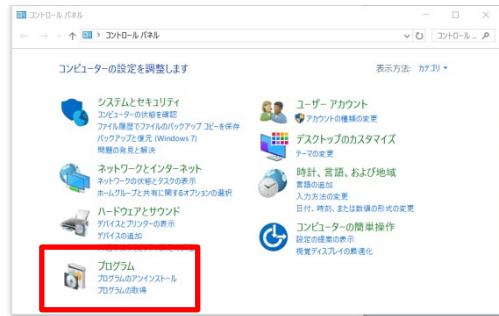 コントロール パネル
コントロール パネル
コントロール ...
コンピューターの設定を調整します
表示方法: カテゴリ
システムとセキュリティ
コンピューターの状態を確認
ファイル履歴でファイルのバックアップ コピーを保存
バックアップと復元 (Windows 7)
問題の発見と解決
ネットワークとインターネット
ネットワークの状態とタスクの表示
ホームグループと共有に関するオプションの選択
ハードウェアとサウンド
デバイスとプリンターの表示
デバイスの追加
プログラム
プログラムのアンインストール
プログラムの取得
ユーザー アカウント
アカウントの種類の変更
デスクトップのカスタマイズ
テーマの変更
時計、言語、および地域
言語の追加
入力方法の変更
日付、時刻、または数値の形式の変更
コンピューターの簡単操作
設定の提案の表示
視覚ディスプレイの最適化